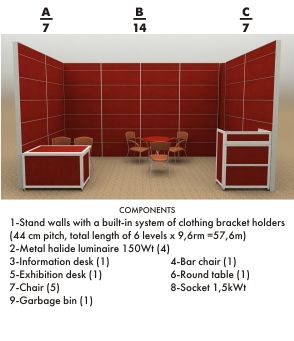 A B C
7 14 7
COMPONENTS
1-Stand walls with a built-in system of clothing bracket holders
(44 cm pitch, total length of 6 levels x 9,6rm =57,6m)
2-Metal halide luminaire 150Wt (4)
3-Information desk (1) 4-Bar chair (1)
5-Exhibition desk (1) 6-Round table (1)
7-Chair (5) 8-Socket 1,5kWt
9-Garbage bin (1)